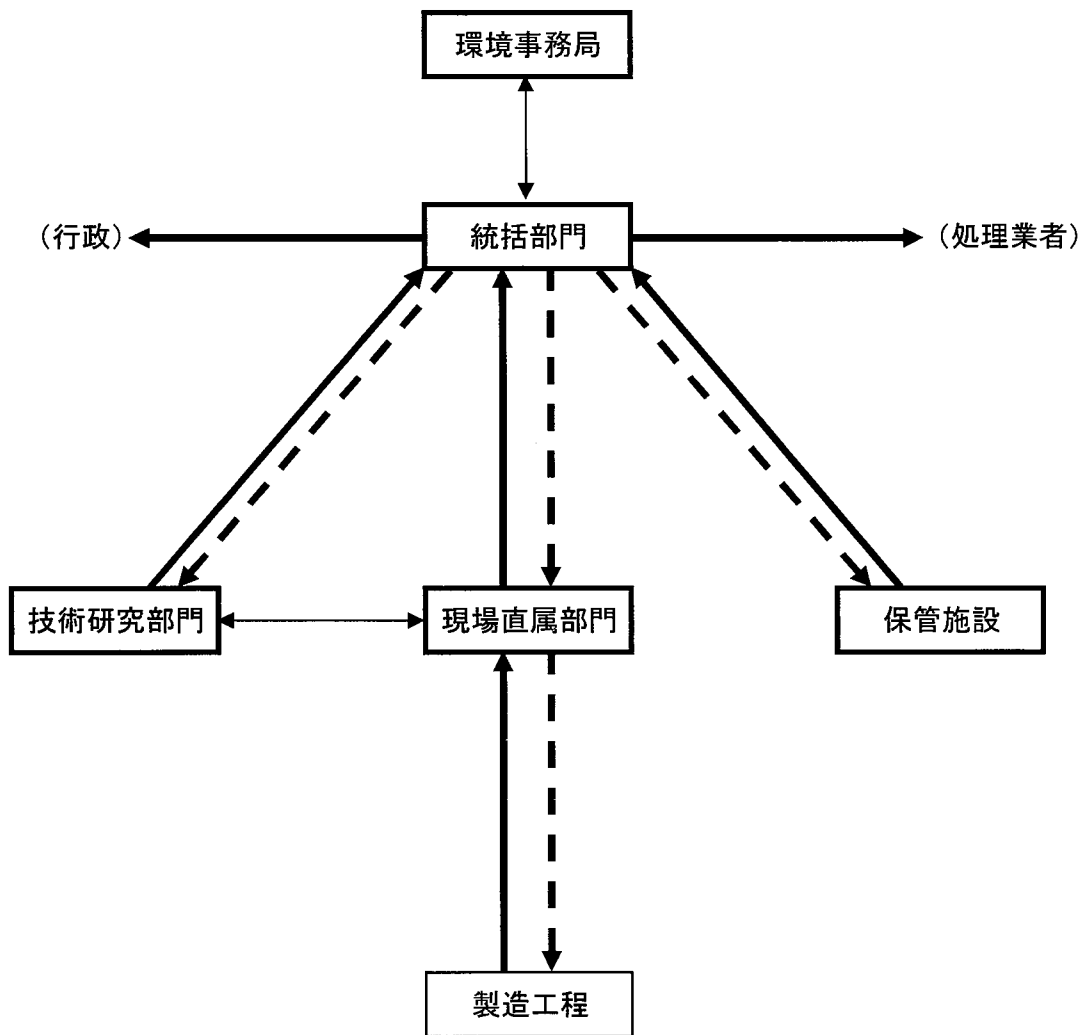 環境事務局
(行政)
統括部門
(処理業者)
技術研究部門
現場直属部門
保管施設
製造工程